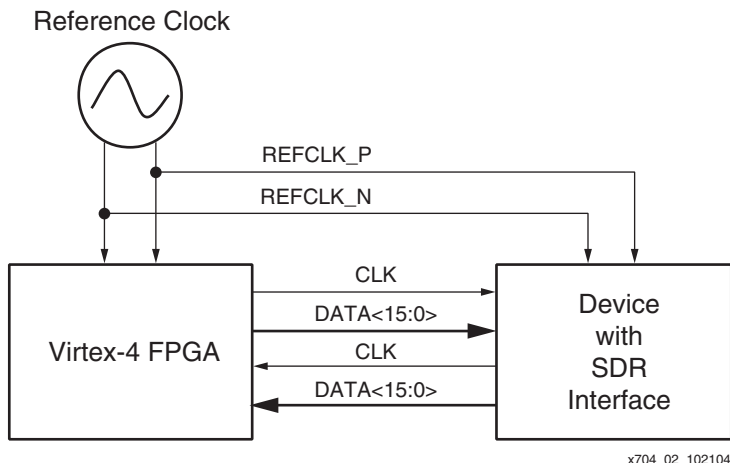 Reference Clock
REFCLK_P
REFCLK_N
CLK
DATA<15:0>
CLK
DATA<15:0>
Virtex-4 FPGA
Device
with
SDR
Interface
x704_02_102104